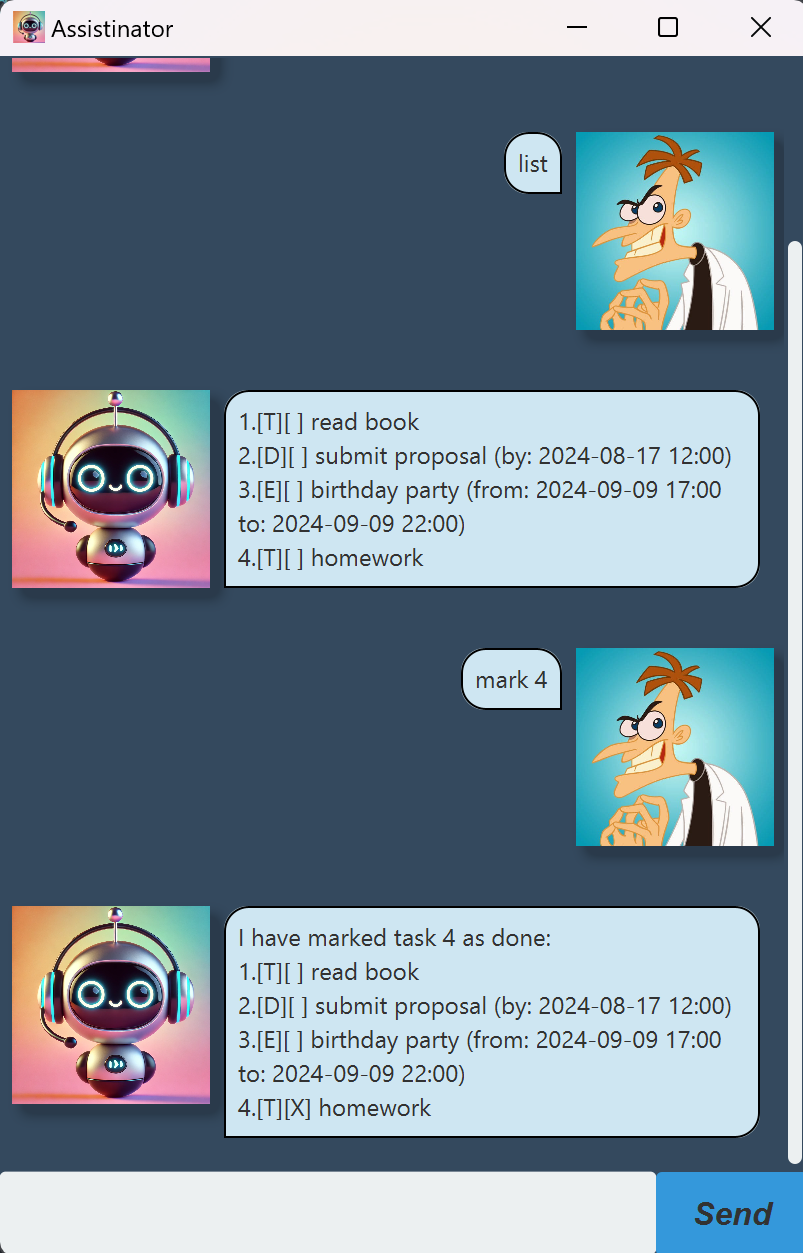 Assistinator
list
1.[T][ ] read book
2.[D][ ] submit proposal (by: 2024-08-17 12:00)
3.[E][ ] birthday party (from: 2024-09-09 17:00
to: 2024-09-09 22:00)
4.[T][ ] homework
mark 4
I have marked task 4 as done:
1.[T][ ] read book
2.[D][ ] submit proposal (by: 2024-08-17 12:00)
3.[E][ ] birthday party (from: 2024-09-09 17:00
to: 2024-09-09 22:00)
4.[T][X] homework
Send